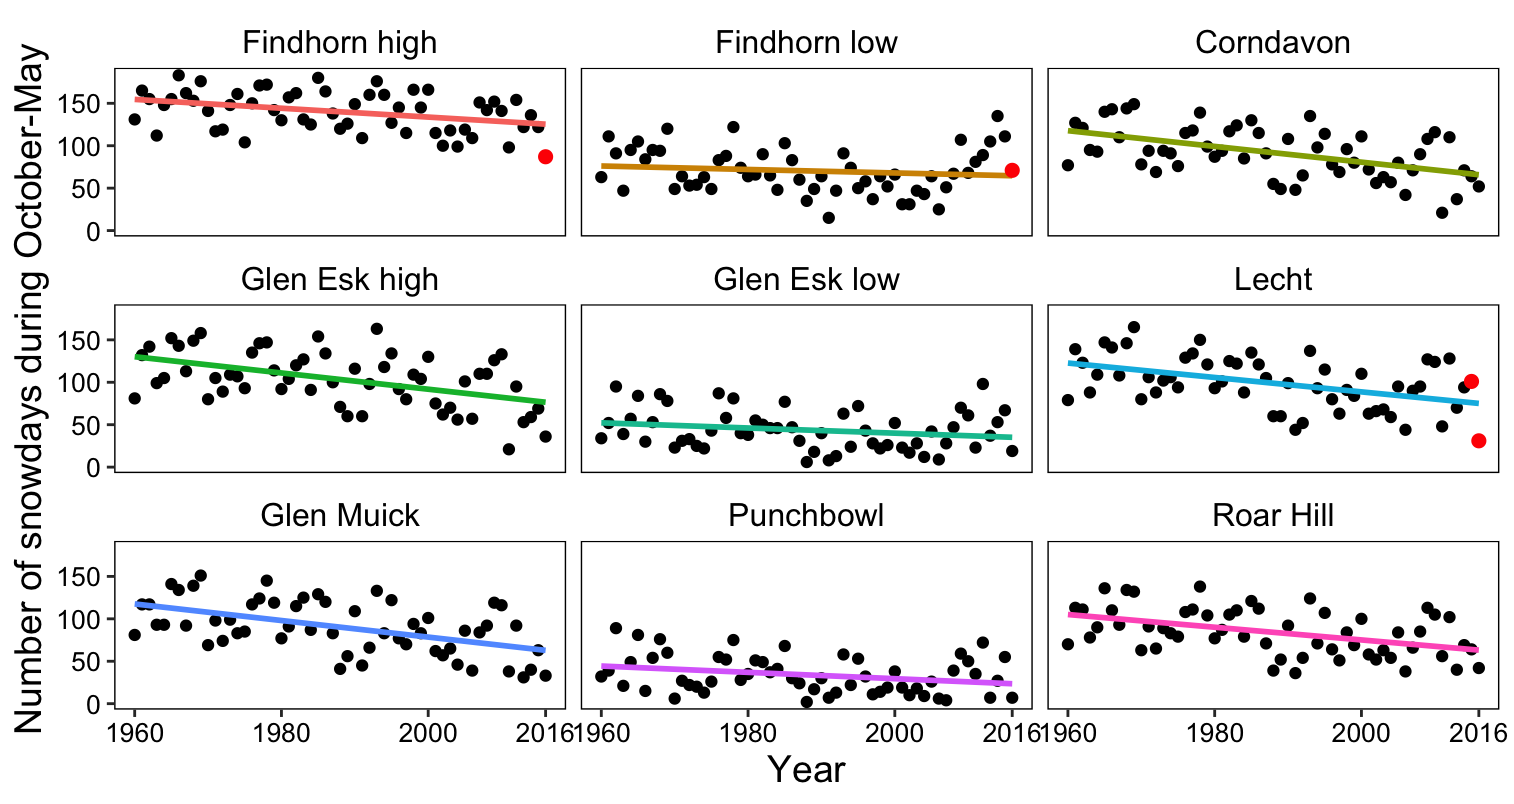 Number of snowdays during October-May
Findhorn high
Findhorn low
Corndavon
150
100
50
0
Glen Esk high
Glen Esk low
Lecht
150
100
50
0
Glen Muick
Punchbowl
Roar Hill
150
100
50
0
1960 1980 2000 2016
1960 1980 2000 2016
1960 1980 2000 2016
Year